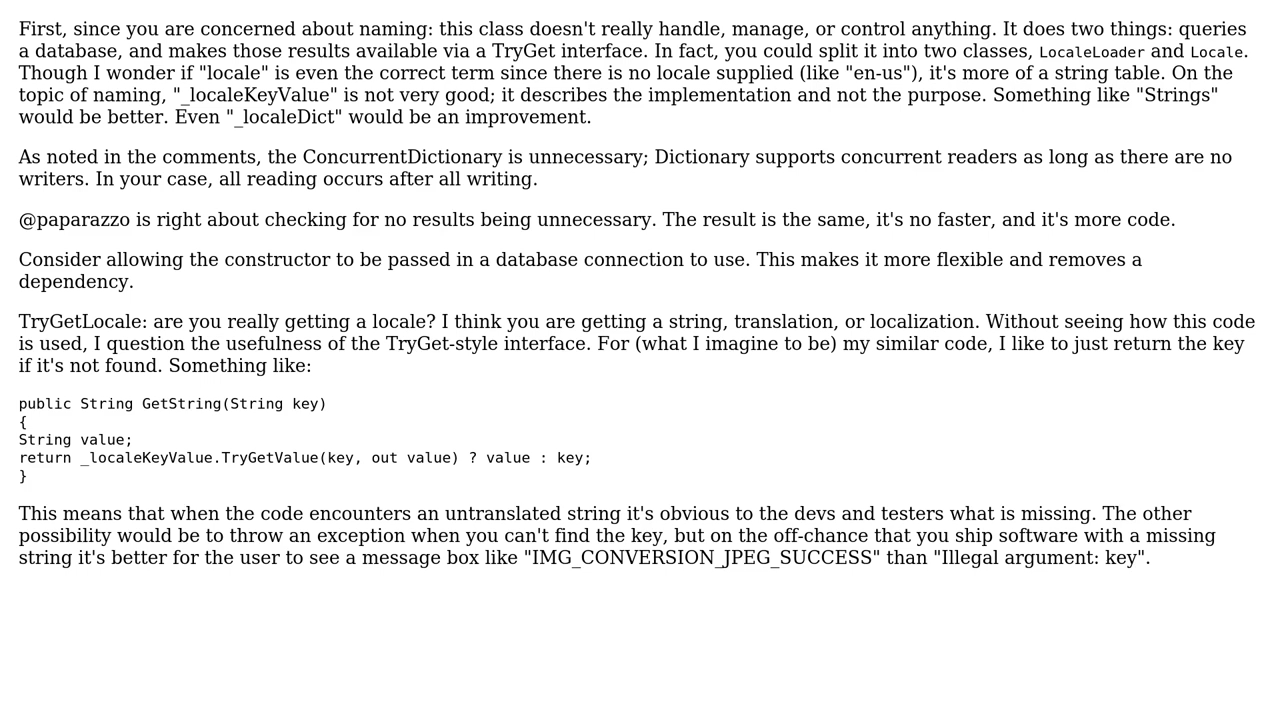 First, since you are concerned about naming: this class doesn't really handle, manage, or control anything. It does two things: queries
a database, and makes those results available via a TryGet interface. In fact, you could split it into two classes, LocaleLoader and Locale.
Though I wonder if "locale" is even the correct term since there is no locale supplied (like "en-us"), it's more of a string table. On the
topic of naming, "_localeKeyValue" is not very good; it describes the implementation and not the purpose. Something like "Strings"
would be better. Even "_localeDict" would be an improvement.
As noted in the comments, the ConcurrentDictionary is unnecessary; Dictionary supports concurrent readers as long as there are no
writers. In your case, all reading occurs after all writing.
@paparazzo is right about checking for no results being unnecessary. The result is the same, it's no faster, and it's more code.
Consider allowing the constructor to be passed in a database connection to use. This makes it more flexible and removes a
dependency.
TryGetLocale: are you really getting a locale? I think you are getting a string, translation, or localization. Without seeing how this code
is used, I question the usefulness of the TryGet-style interface. For (what I imagine to be) my similar code, I like to just return the key
if it's not found. Something like:
public String GetString(String key)
{
String value;
return _localeKeyValue.TryGetValue(key, out value) ? value : key;
}
This means that when the code encounters an untranslated string it's obvious to the devs and testers what is missing. The other
possibility would be to throw an exception when you can't find the key, but on the off-chance that you ship software with a missing
string it's better for the user to see a message box like "IMG_CONVERSION_JPEG_SUCCESS" than "Illegal argument: key".